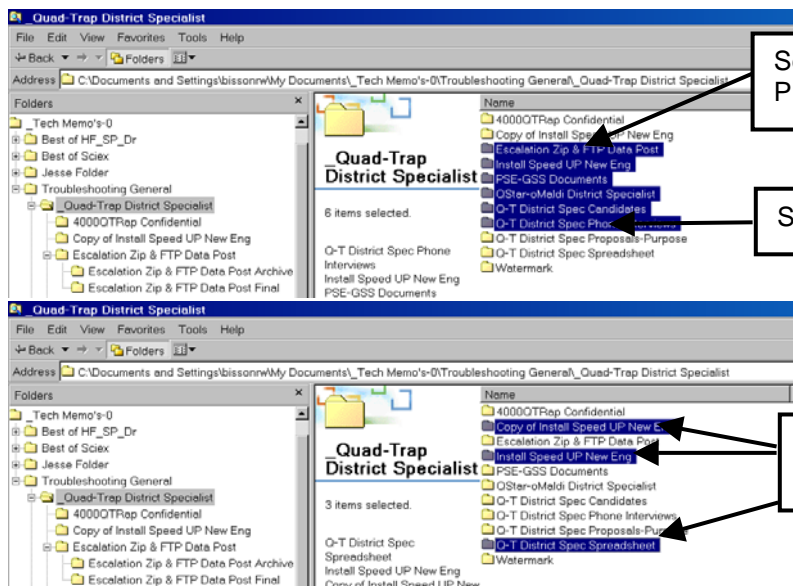 _Quad-Trap District Specialist
File Edit View Favorites Tools Help
Back Folders
Address C:\Documents and Settings\bissonrw\My Documents\_Tech Memo's-0\Troubleshooting General\_Quad-Trap District Specialist
Folders
_Tech Memo's-0
Best of HF_SP_Dr
Best of Sciex
Jesse Folder
Troubleshooting General
_Quad-Trap District Specialist
4000QTRap Confidential
Copy of Install Speed UP New Eng
Escalation Zip & FTP Data Post
Escalation Zip & FTP Data Post Archive
Escalation Zip & FTP Data Post Final
_Quad-Trap
District Specialist
6 items selected.
Q-T District Spec Phone
Interviews
Install Speed UP New Eng
PSE-GSS Documents
Name
4000QTRap Confidential
Copy of Install Speed UP New Eng
Escalation Zip & FTP Data Post
Install Speed UP New Eng
PSE-GSS Documents
QStar-oMaldi District Specialist
Q-T District Spec Candidates
Q-T District Spec Phone Interviews
Q-T District Spec Proposals-Purpose
Q-T District Spec Spreadsheet
Watermark
S
_Quad-Trap District Specialist
File Edit View Favorites Tools Help
Back Folders
Address C:\Documents and Settings\bissonrw\My Documents\_Tech Memo's-0\Troubleshooting General\_Quad-Trap District Specialist
Folders
_Tech Memo's-0
Best of HF_SP_Dr
Best of Sciex
Jesse Folder
Troubleshooting General
_Quad-Trap District Specialist
4000QTRap Confidential
Copy of Install Speed UP New Eng
Escalation Zip & FTP Data Post
Escalation Zip & FTP Data Post Archive
Escalation Zip & FTP Data Post Final
_Quad-Trap
District Specialist
3 items selected.
Q-T District Spec
Spreadsheet
Install Speed UP New Eng
Copy of Install Speed UP New
Name
4000QTRap Confidential
Copy of Install Speed UP New E
Escalation Zip & FTP Data Post
Install Speed UP New Eng
PSE-GSS Documents
QStar-oMaldi District Specialist
Q-T District Spec Candidates
Q-T District Spec Phone Interviews
Q-T District Spec Proposals-Purpose
Q-T District Spec Spreadsheet
Watermark